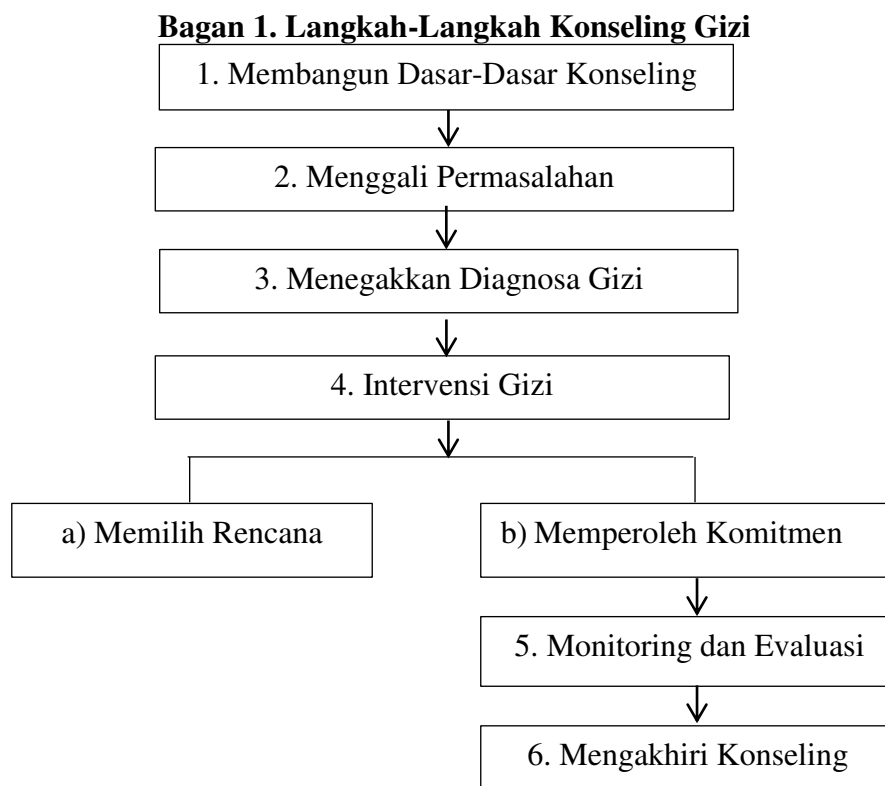 Bagan 1. Langkah-Langkah Konseling Gizi
1. Membangun Dasar-Dasar Konseling
2. Menggali Permasalahan
3. Menegakkan Diagnosa Gizi
4. Intervensi Gizi
a) Memilih Rencana
b) Memperoleh Komitmen
5. Monitoring dan Evaluasi
6. Mengakhiri Konseling